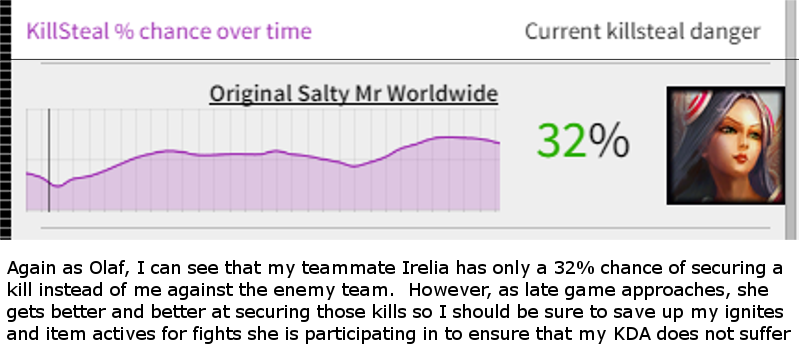 KillSteal % chance over time
Current killsteal danger
Original Salty Mr Worldwide
32%
Again as Olaf, I can see that my teammate Irelia has only a 32% chance of securing a
kill instead of me against the enemy team.  However, as late game approaches, she
gets better and better at securing those kills so I should be sure to save up my ignites
and item actives for fights she is participating in to ensure that my KDA does not suffer